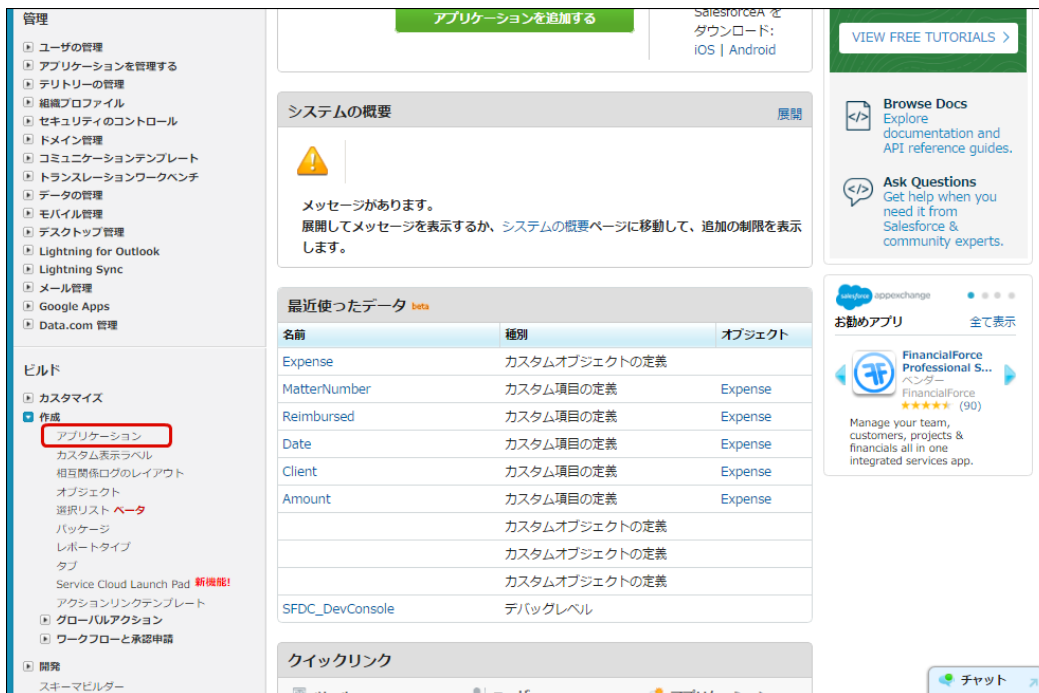 管理
ユーザの管理
アプリケーションを管理する
テリトリーの管理
組織プロファイル
セキュリティのコントロール
ドメイン管理
コミュニケーションテンプレート
トランスレーションワークベンチ
データの管理
モバイル管理
デスクトップ管理
Lightning for Outlook
Lightning Sync
メール管理
Google Apps
Data.com 管理
ビルド
カスタマイズ
作成
アプリケーション
カスタム表示ラベル
相互関係ログのレイアウト
オブジェクト
選択リスト ベータ
パッケージ
レポートタイプ
タブ
Service Cloud Launch Pad 新機能!
アクションリンクテンプレート
グローバルアクション
ワークフローと承認申請
開発
スキーマビルダー
アプリケーションを追加する
SalesforceA を
ダウンロード:
iOS | Android
システムの概要 展開
メッセージがあります。
展開してメッセージを表示するか、システムの概要ページに移動して、追加の制限を表示
します。
最近使ったデータ beta
名前 種別 オブジェクト
Expense カスタムオブジェクトの定義
MatterNumber カスタム項目の定義 Expense
Reimbursed カスタム項目の定義 Expense
Date カスタム項目の定義 Expense
Client カスタム項目の定義 Expense
Amount カスタム項目の定義 Expense
カスタムオブジェクトの定義
カスタムオブジェクトの定義
カスタムオブジェクトの定義
SFDC_DevConsole デバッグレベル
クイックリンク
VIEW FREE TUTORIALS >
Browse Docs
Explore
documentation and
API reference guides.
Ask Questions
Get help when you
need it from
Salesforce &
community experts.
salesforce appexchange
お勧めアプリ 全て表示
FinancialForce
Professional S...
ベンダー
FinancialForce
(90)
Manage your team,
customers, projects &
financials all in one
integrated services app.
チャット